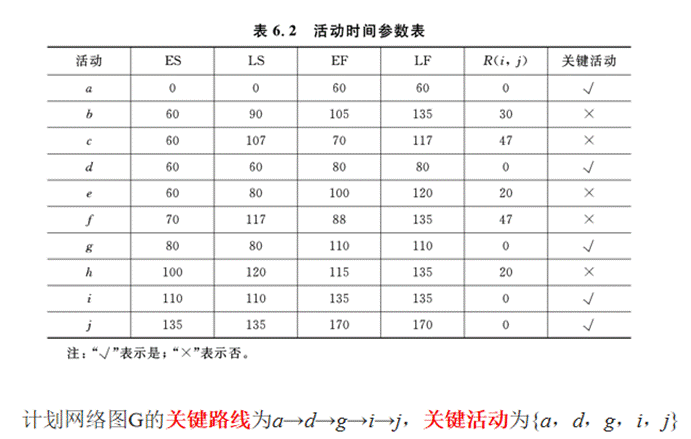 表 6.2 活动时间参数表
活动 ES LS EF LF R(i, j) 关键活动
a 0 0 60 60 0 √
b 60 90 105 135 30 ×
c 60 107 70 117 47 ×
d 60 60 80 80 0 √
e 60 80 100 120 20 ×
f 70 117 88 135 47 ×
g 80 80 110 110 0 √
h 100 120 115 135 20 ×
i 110 110 135 135 0 √
j 135 135 170 170 0 √
注：“√”表示是；“×”表示否。
计划网络图G的关键路线为a→d→g→i→j，关键活动为{a，d，g，i，j}